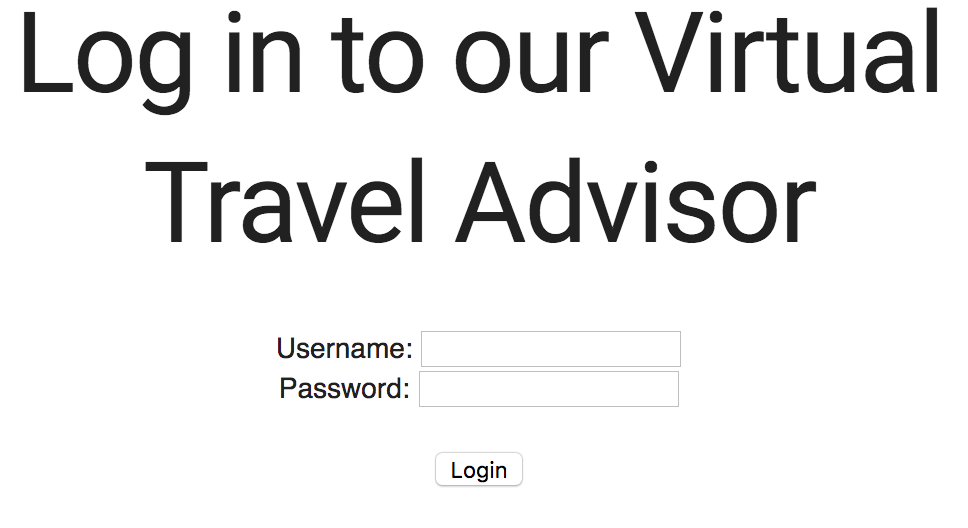 Log in to our Virtual
Travel Advisor
Username:
Password:
Login